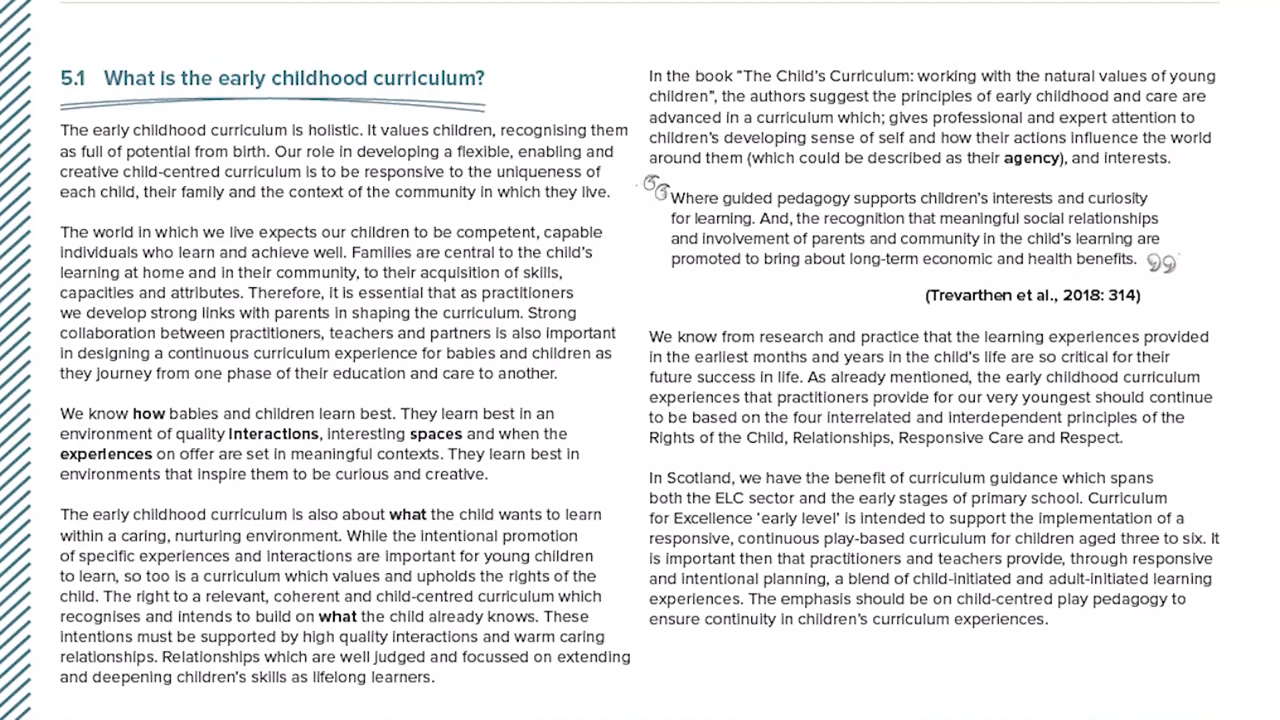 5.1 What is the early childhood curriculum?
The early childhood curriculum is holistic. It values children, recognising them
as full of potential from birth. Our role in developing a flexible, enabling and
creative child-centred curriculum is to be responsive to the uniqueness of
each child, their family and the context of the community in which they live.
The world in which we live expects our children to be competent, capable
individuals who learn and achieve well. Families are central to the child's
learning at home and in their community, to their acquisition of skills,
capacities and attributes. Therefore, it is essential that as practitioners
we develop strong links with parents in shaping the curriculum. Strong
collaboration between practitioners, teachers and partners is also important
in designing a continuous curriculum experience for babies and children as
they journey from one phase of their education and care to another.
We know how babies and children learn best. They learn best in an
environment of quality interactions, interesting spaces and when the
experiences on offer are set in meaningful contexts. They learn best in
environments that inspire them to be curious and creative.
The early childhood curriculum is also about what the child wants to learn
within a caring, nurturing environment. While the intentional promotion
of specific experiences and interactions are important for young children
to learn, so too is a curriculum which values and upholds the rights of the
child. The right to a relevant, coherent and child-centred curriculum which
recognises and intends to build on what the child already knows. These
intentions must be supported by high quality interactions and warm caring
relationships. Relationships which are well judged and focussed on extending
and deepening children's skills as lifelong learners.
In the book "The Child's Curriculum: working with the natural values of young
children", the authors suggest the principles of early childhood and care are
advanced in a curriculum which; gives professional and expert attention to
children's developing sense of self and how their actions influence the world
around them (which could be described as their agency), and interests.
“Where guided pedagogy supports children's interests and curiosity
for learning. And, the recognition that meaningful social relationships
and involvement of parents and community in the child's learning are
promoted to bring about long-term economic and health benefits.”
(Trevarthen et al., 2018: 314)
We know from research and practice that the learning experiences provided
in the earliest months and years in the child's life are so critical for their
future success in life. As already mentioned, the early childhood curriculum
experiences that practitioners provide for our very youngest should continue
to be based on the four interrelated and interdependent principles of the
Rights of the Child, Relationships, Responsive Care and Respect.
In Scotland, we have the benefit of curriculum guidance which spans
both the ELC sector and the early stages of primary school. Curriculum
for Excellence 'early level' is intended to support the implementation of a
responsive, continuous play-based curriculum for children aged three to six. It
is important then that practitioners and teachers provide, through responsive
and intentional planning, a blend of child-initiated and adult-initiated learning
experiences. The emphasis should be on child-centred play pedagogy to
ensure continuity in children's curriculum experiences.